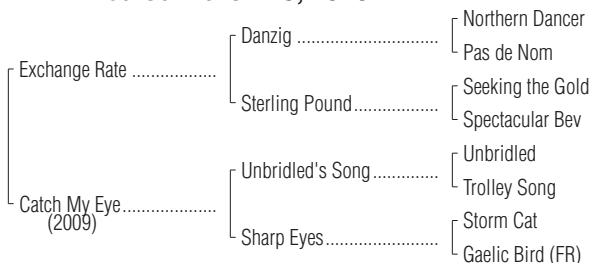 Northern Dancer
Danzig ................................
Pas de Nom
Exchange Rate ...................
Seeking the Gold
Sterling Pound...................
Spectacular Bev
Unbridled
Unbridled's Song...............
Trolley Song
Catch My Eye.....................
(2009)
Storm Cat
Sharp Eyes.........................
Gaelic Bird (FR)